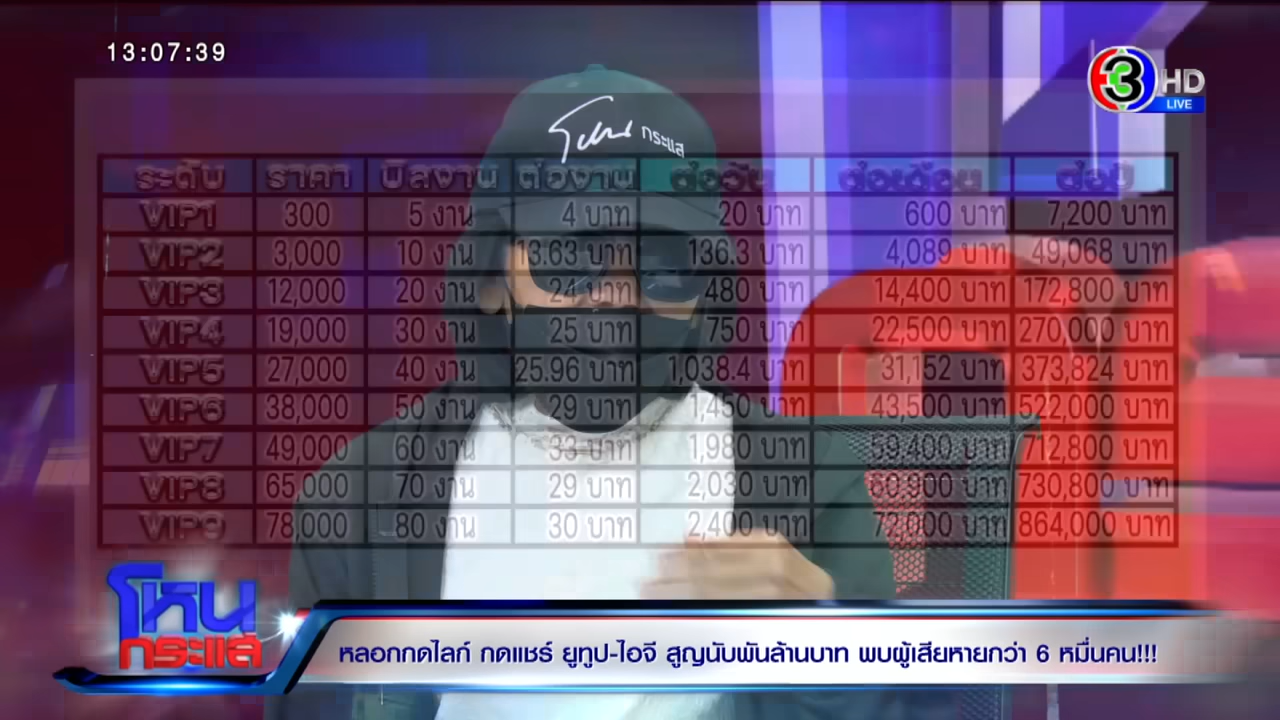 13:07:39
3 HD
LIVE
โหนกระแส
ระดับ ราคา ปิลงาน ต่องาน ต่อวัน ต่อเดือน ต่อปี
VIP1 300 5 งาน 4 บาท 20 บาท 600 บาท 7,200 บาท
VIP2 3,000 10 งาน 13.63 บาท 136.3 บาท 4,089 บาท 49,068 บาท
VIP3 12,000 20 งาน 24 บาท 480 บาท 14,400 บาท 172,800 บาท
VIP4 19,000 30 งาน 25 บาท 750 บาท 22,500 บาท 270,000 บาท
VIP5 27,000 40 งาน 25.96 บาท 1,038.4 บาท 31,152 บาท 373,824 บาท
VIP6 38,000 50 งาน 29 บาท 1,450 บาท 43,500 บาท 522,000 บาท
VIP7 49,000 60 งาน 33 บาท 1,980 บาท 59.400 บาท 712,800 บาท
VIP8 65,000 70 งาน 29 บาท 2,030 บาท 60,900 บาท 730,800 บาท
VIP9 78,000 80 งาน 30 บาท 2,400 บาท 72,000 บาท 864,000 บาท
โหน
กระแส
หลอกกดไลก์ กดแชร์ ยูทูป-ไอจี สูญนับพันล้านบาท พบผู้เสียหายกว่า 6 หมื่นคน!!!